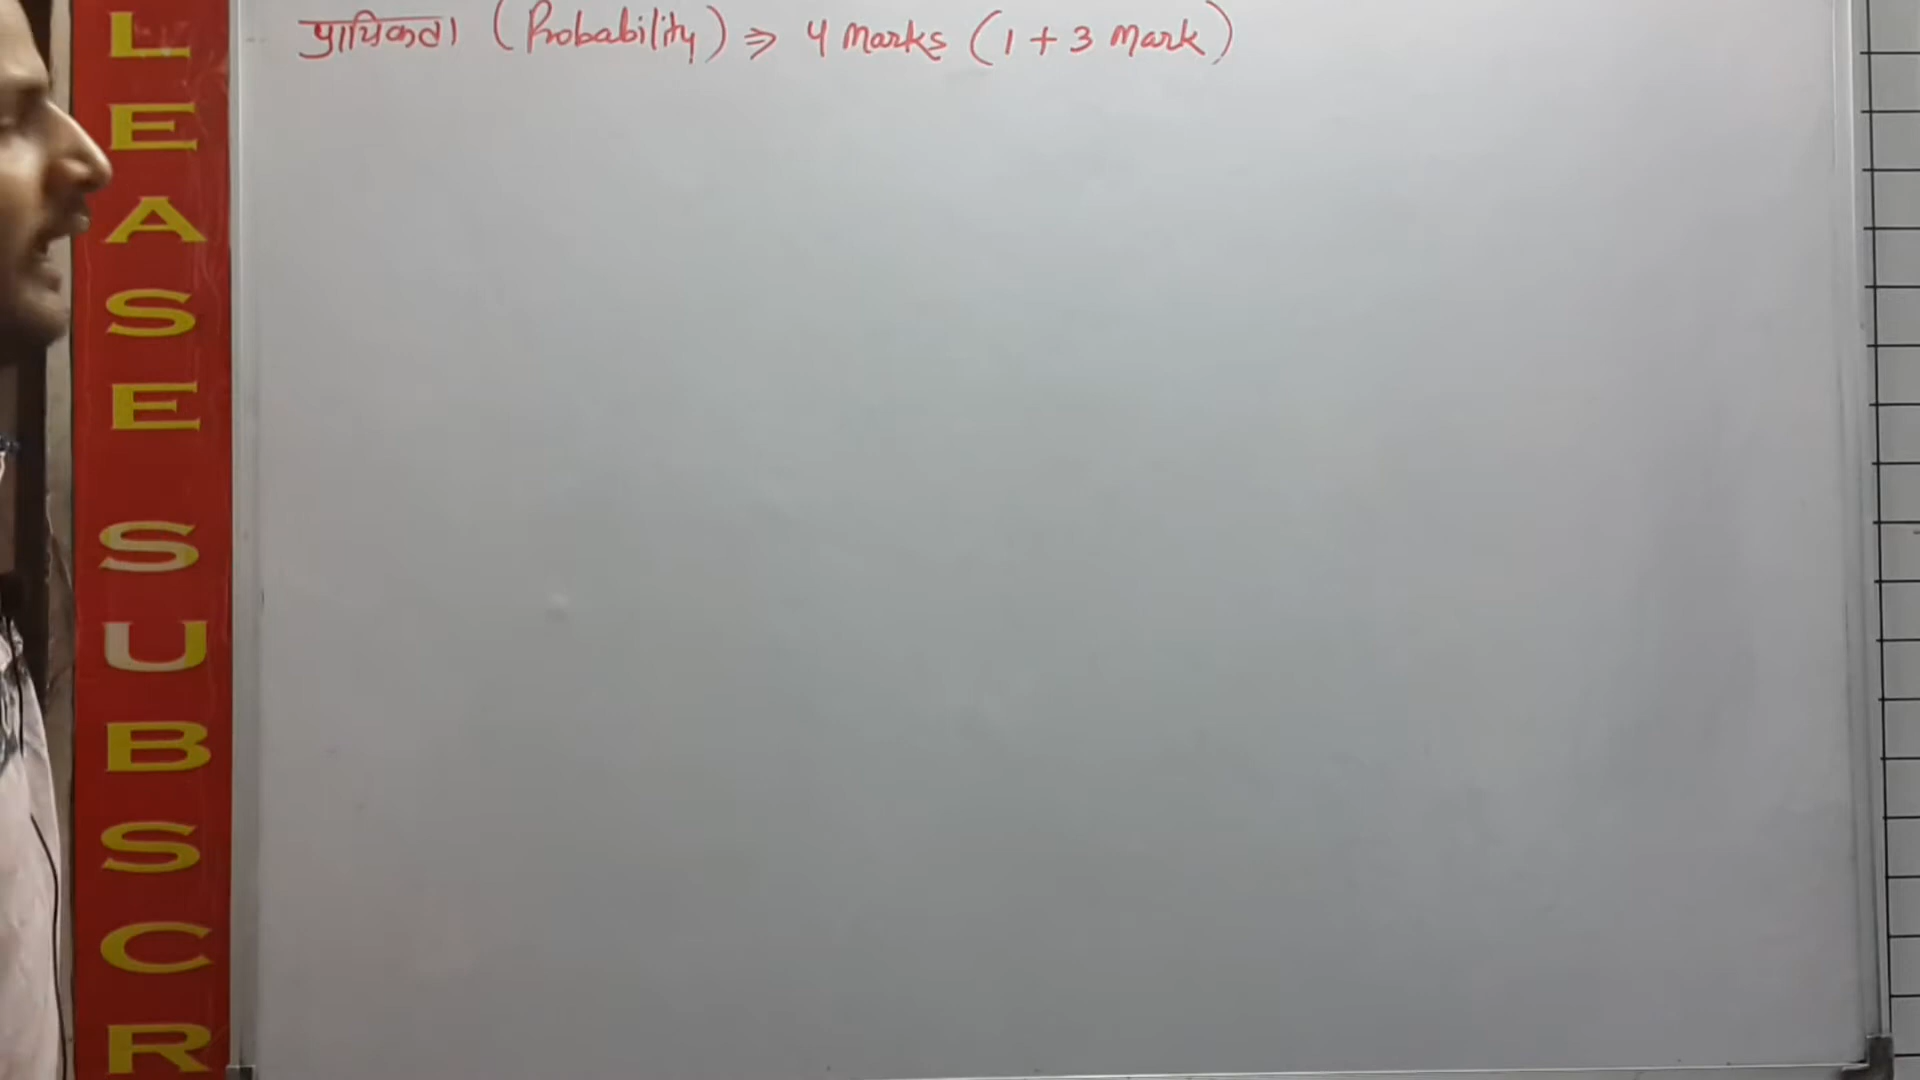 प्रायिकता (Probability) ⇒ 4 Marks (1 + 3 Mark)
LEASE SUBSCR